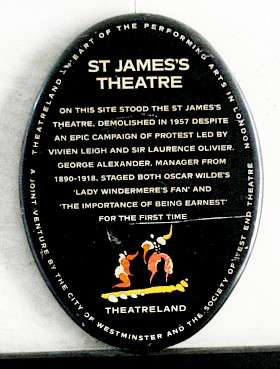 THEATRELAND HEART OF THE PERFORMING ARTS IN LONDON
ST JAMES'S
THEATRE
ON THIS SITE STOOD THE ST JAMES'S
THEATRE. DEMOLISHED IN 1957 DESPITE
AN EPIC CAMPAIGN OF PROTEST LED BY
VIVIEN LEIGH AND SIR LAURENCE OLIVIER.
GEORGE ALEXANDER, MANAGER FROM
1890-1918, STAGED BOTH OSCAR WILDE'S
'LADY WINDERMERE'S FAN' AND
'THE IMPORTANCE OF BEING EARNEST'
FOR THE FIRST TIME
THEATRELAND
A JOINT VENTURE BY THE CITY OF WESTMINSTER AND THE SOCIETY OF WEST END THEATRE